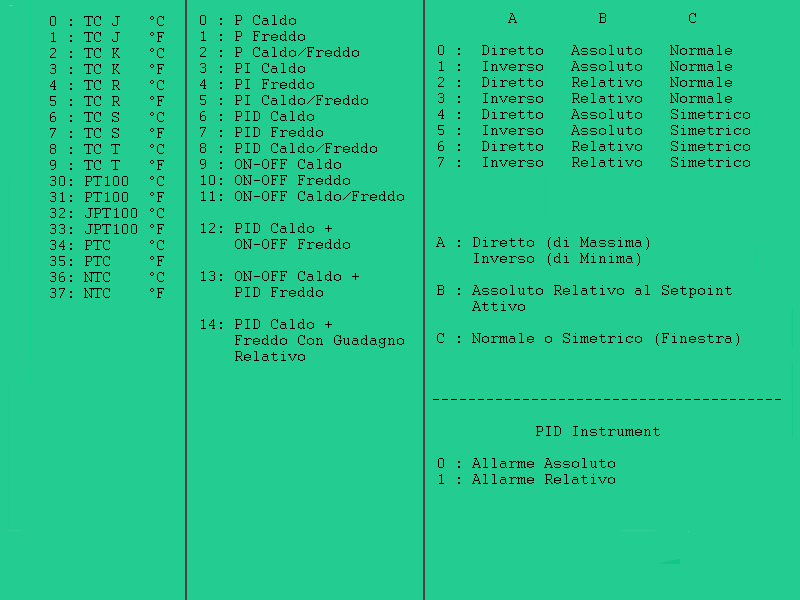 0 : TC J °C
1 : TC J °F
2 : TC K °C
3 : TC K °F
4 : TC R °C
5 : TC R °F
6 : TC S °C
7 : TC S °F
8 : TC T °C
9 : TC T °F
30: PT100 °C
31: PT100 °F
32: JPT100 °C
33: JPT100 °F
34: PTC °C
35: PTC °F
36: NTC °C
37: NTC °F
0 : P Caldo
1 : P Freddo
2 : P Caldo/Freddo
3 : PI Caldo
4 : PI Freddo
5 : PI Caldo/Freddo
6 : PID Caldo
7 : PID Freddo
8 : PID Caldo/Freddo
9 : ON-OFF Caldo
10: ON-OFF Freddo
11: ON-OFF Caldo/Freddo
12: PID Caldo +
ON-OFF Freddo
13: ON-OFF Caldo +
PID Freddo
14: PID Caldo +
Freddo Con Guadagno
Relativo
A B C
0 : Diretto Assoluto Normale
1 : Inverso Assoluto Normale
2 : Diretto Relativo Normale
3 : Inverso Relativo Normale
4 : Diretto Assoluto Simetrico
5 : Inverso Assoluto Simetrico
6 : Diretto Relativo Simetrico
7 : Inverso Relativo Simetrico
A : Diretto (di Massima)
Inverso (di Minima)
B : Assoluto Relativo al Setpoint
Attivo
C : Normale o Simetrico (Finestra)
---------------------------------------
PID Instrument
0 : Allarme Assoluto
1 : Allarme Relativo